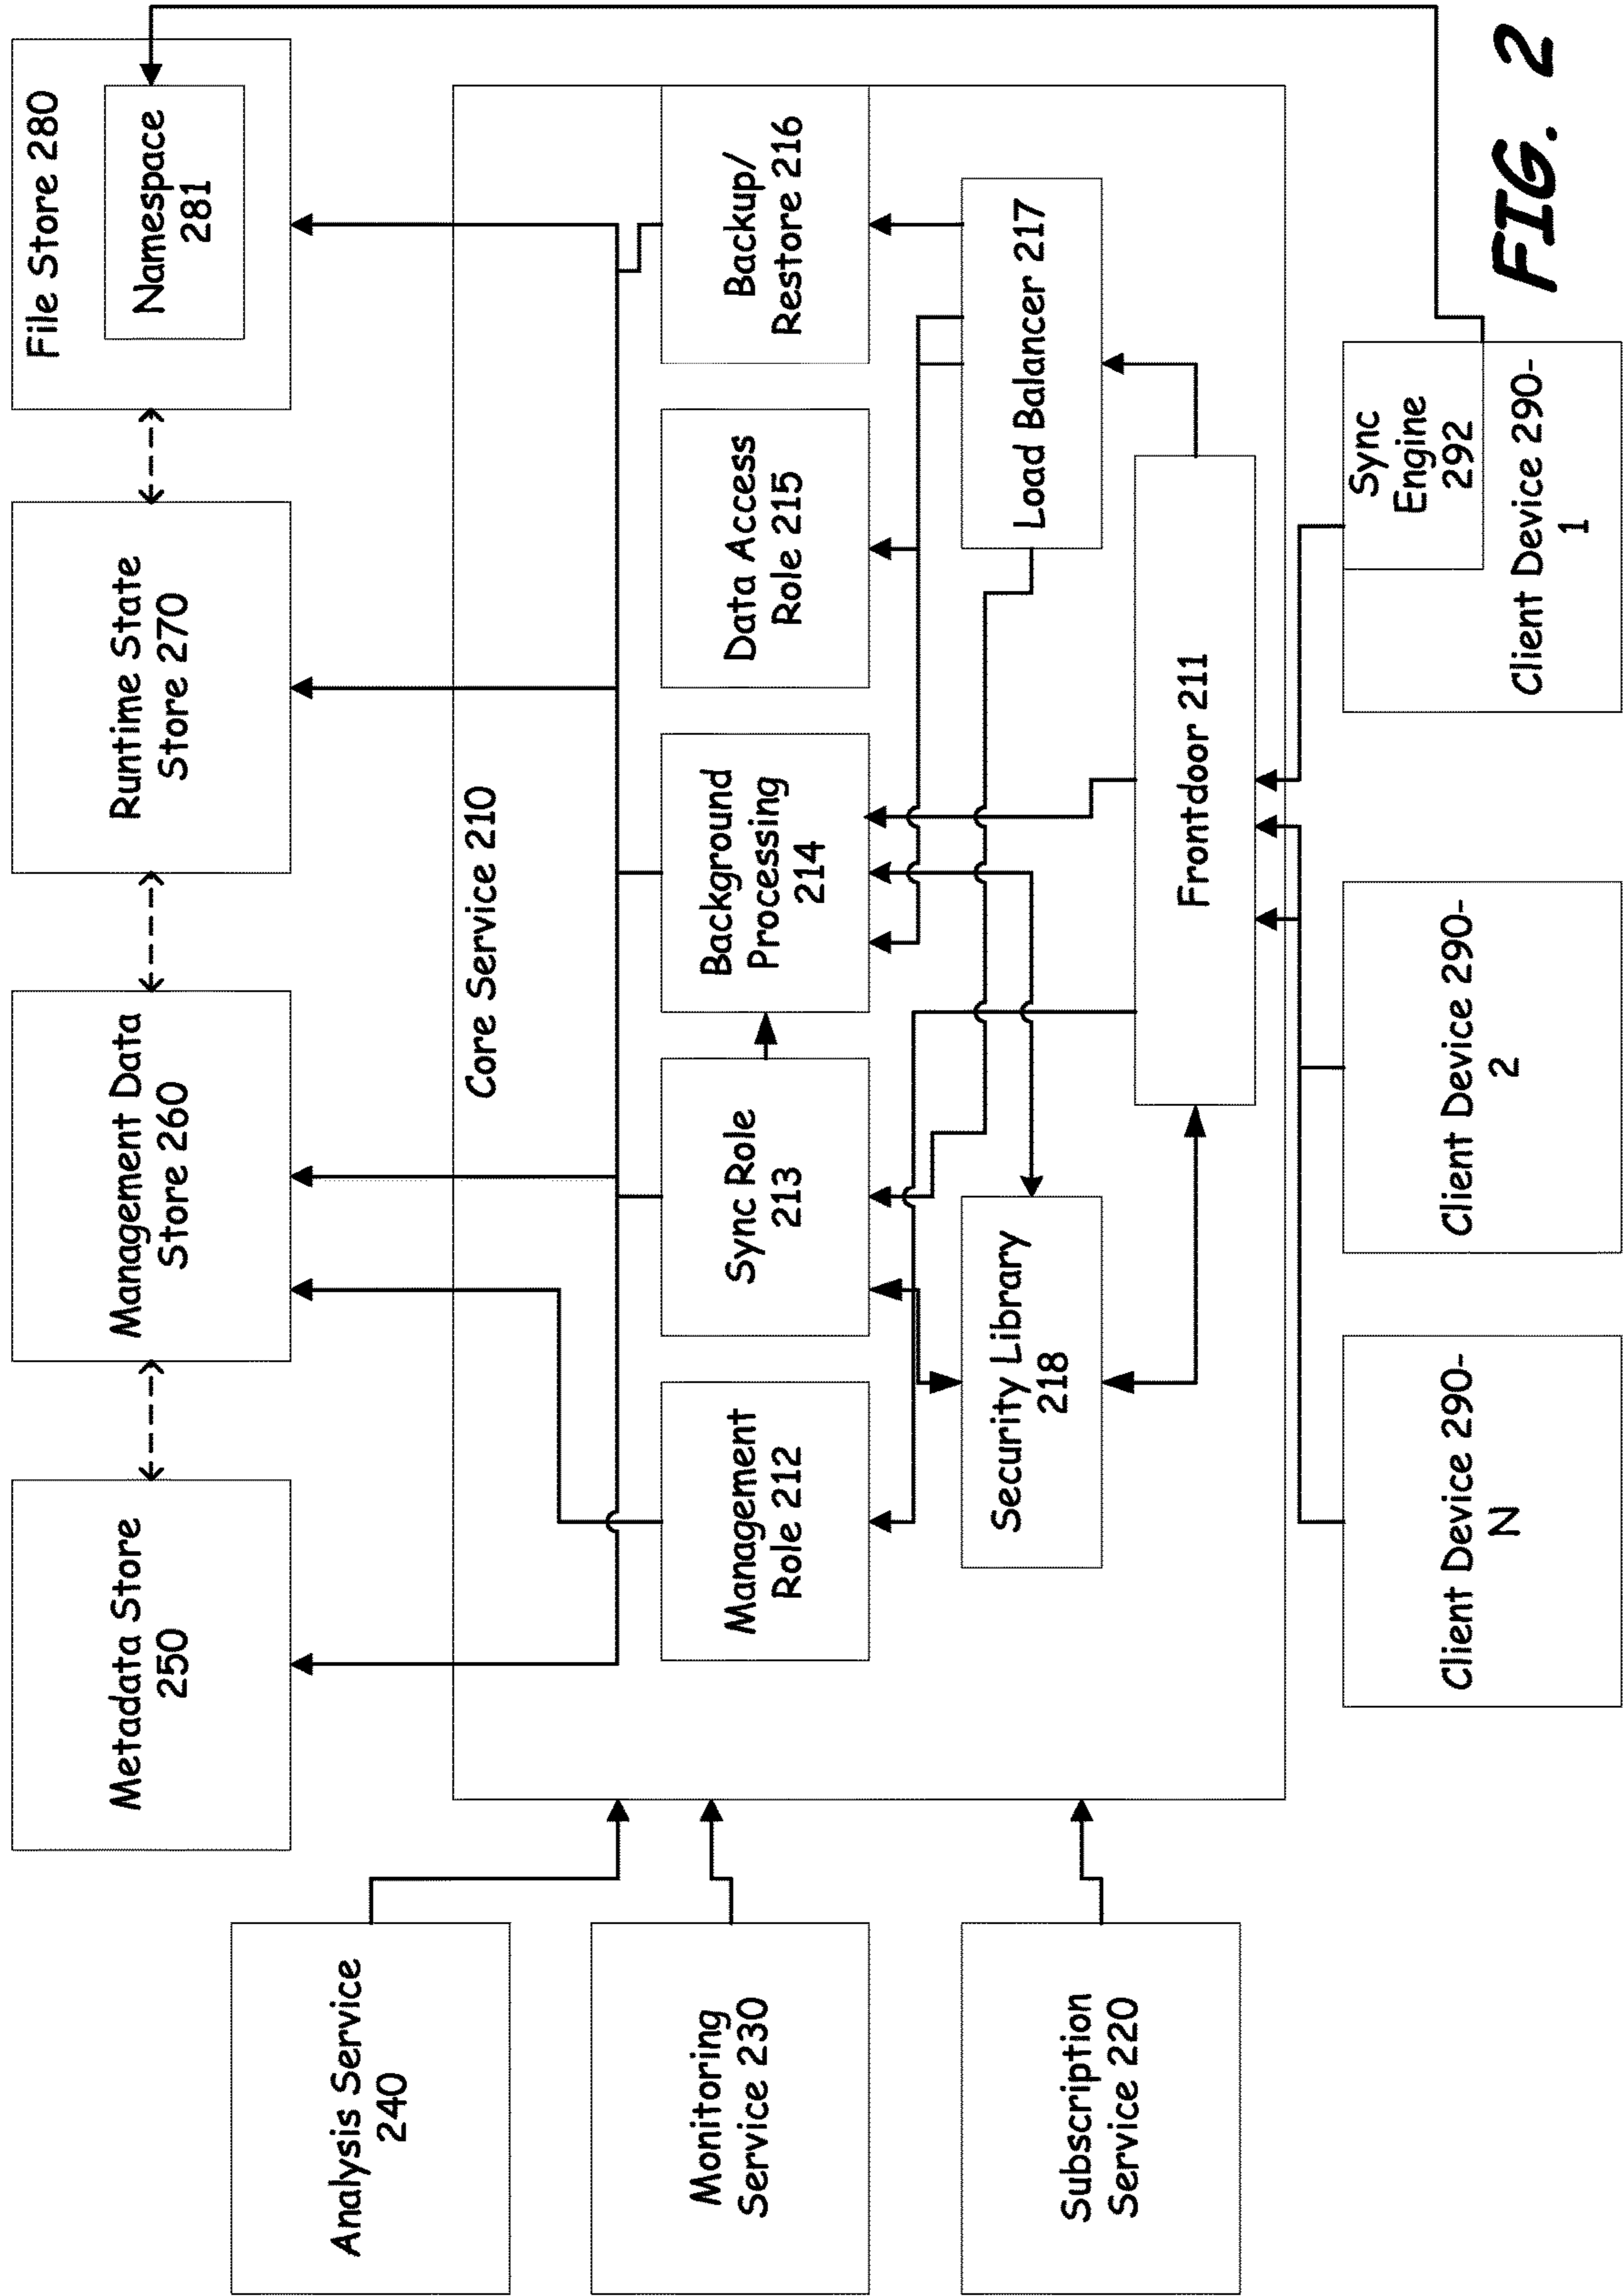 Metadata Store
250
Management Data
Store 260
Runtime State
Store 270
File Store 280
Namespace
281
Analysis Service
240
Monitoring
Service 230
Subscription
Service 220
Core Service 210
Management
Role 212
Sync Role
213
Background
Processing
214
Data Access
Role 215
Backup/
Restore 216
Security Library
218
Load Balancer 217
Frontdoor 211
Client Device 290-
N
Client Device 290-
2
Sync
Engine
292
Client Device 290-
1
FIG. 2